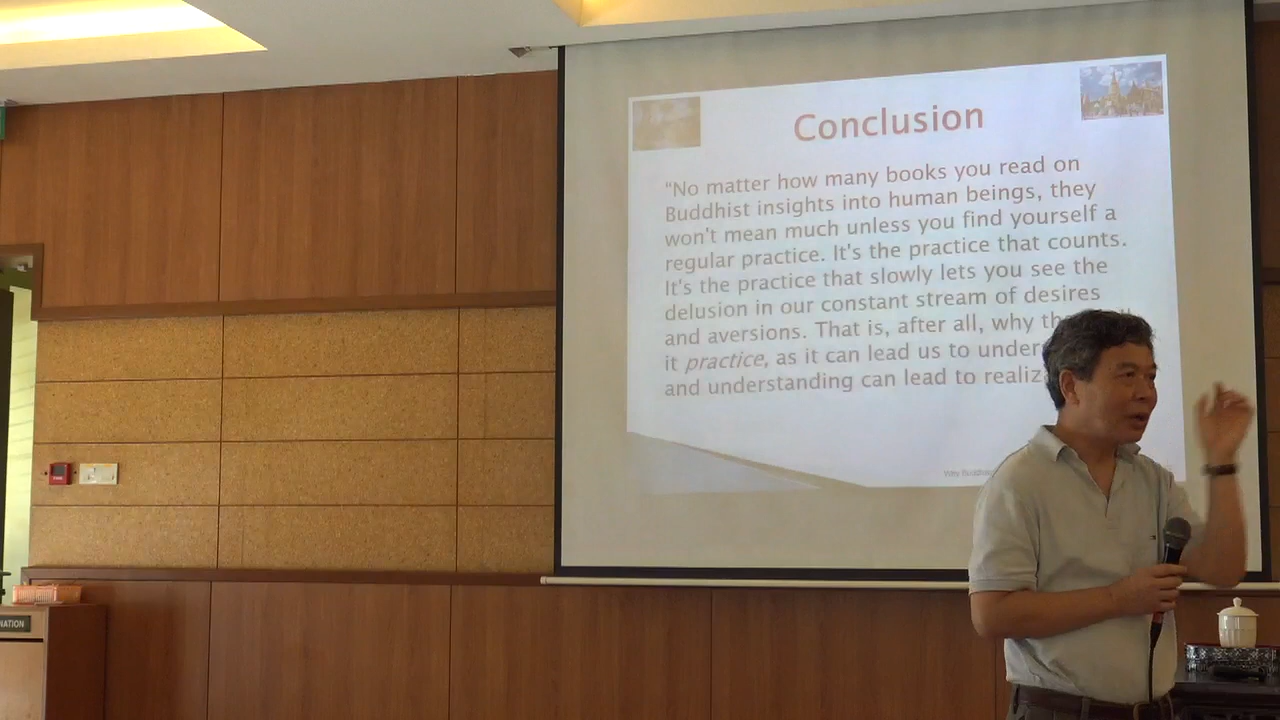 Conclusion
“No matter how many books you read on
Buddhist insights into human beings, they
won't mean much unless you find yourself a
regular practice. It's the practice that counts.
It's the practice that slowly lets you see the
delusion in our constant stream of desires
and aversions. That is, after all, why
it practice, as it can lead us to
and understanding can lead to